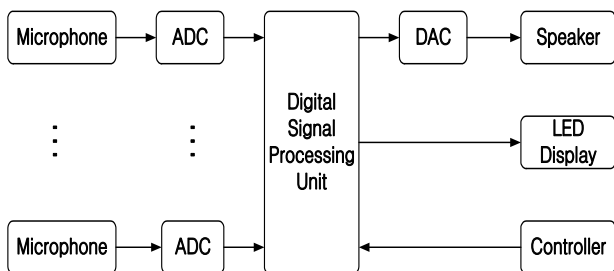 Microphone
ADC
DAC
Speaker
Digital
Signal
Processing
Unit
LED
Display
Microphone
ADC
Controller